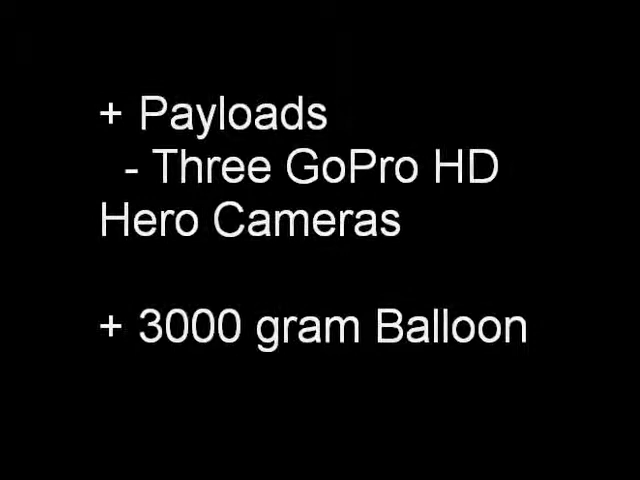 + Payloads
- Three GoPro HD
Hero Cameras
+ 3000 gram Balloon